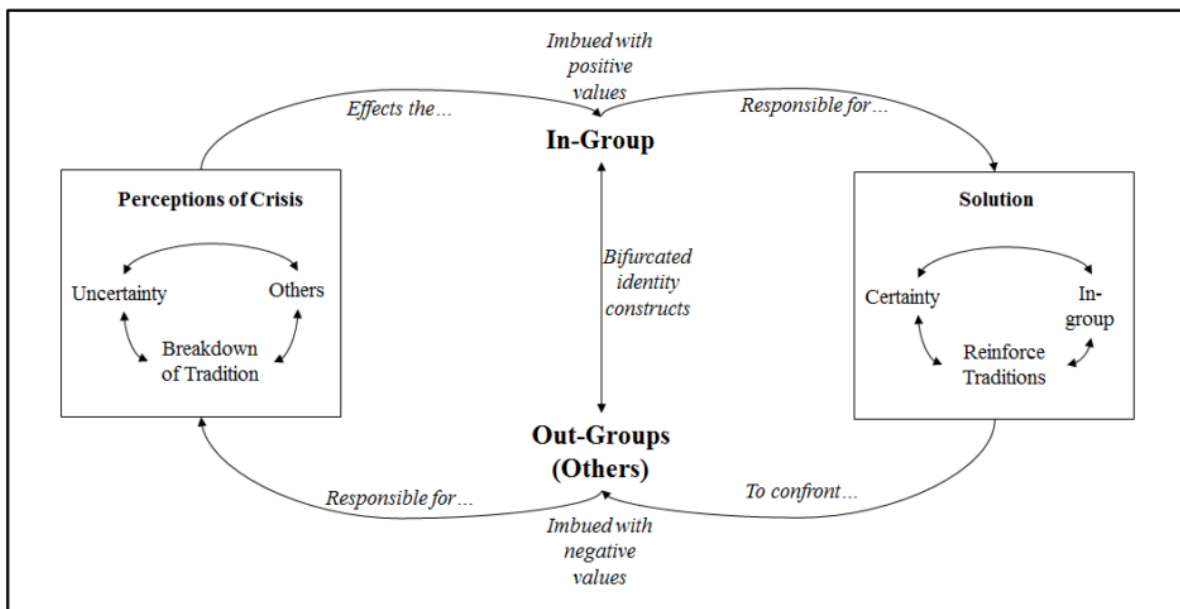 Imbued with
positive
values
Effects the…
Responsible for…
In-Group
Perceptions of Crisis
Uncertainty
Others
Breakdown
of Tradition
Bifurcated
identity
constructs
Solution
Certainty
In-
group
Reinforce
Traditions
Out-Groups
(Others)
Responsible for…
To confront…
Imbued with
negative
values